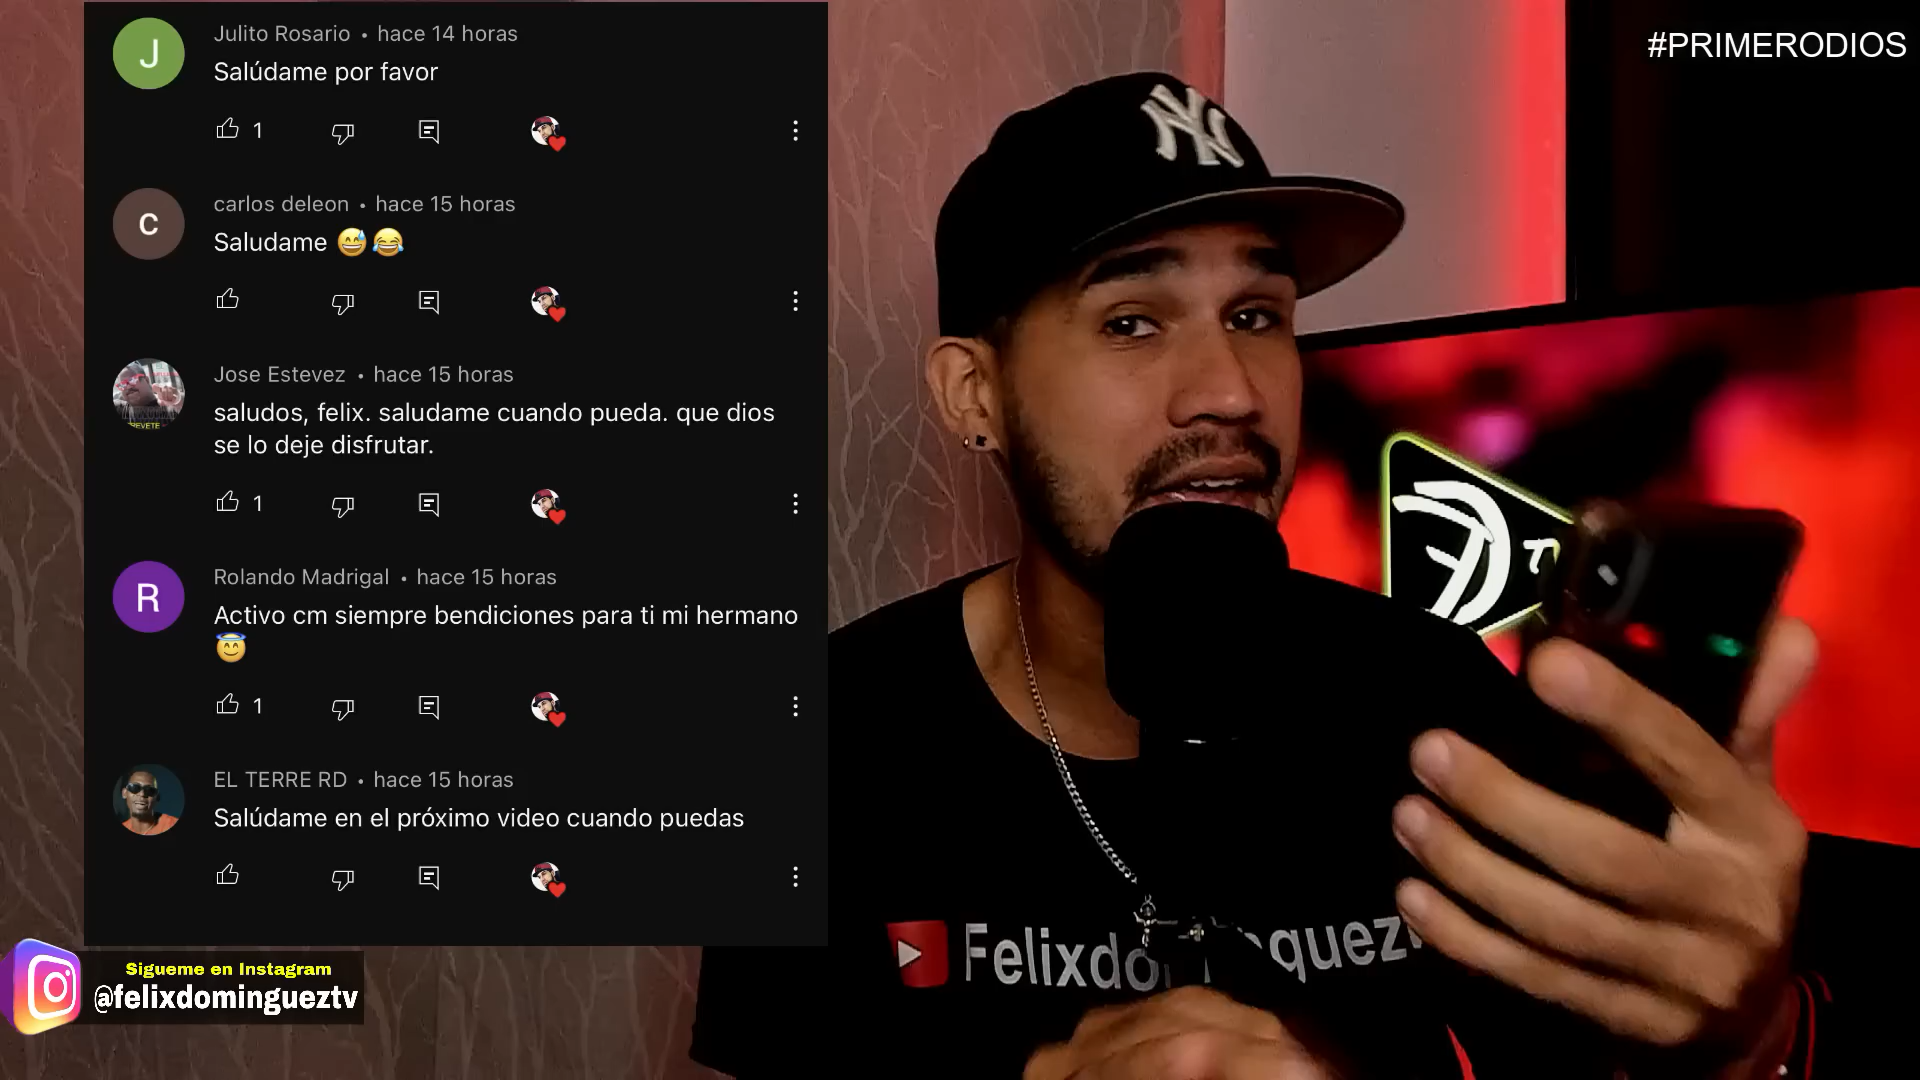 #PRIMERODIOS
J
Julito Rosario • hace 14 horas
Salúdame por favor
1
c
carlos deleon • hace 15 horas
Saludame 😅😂
Jose Estevez • hace 15 horas
saludos, felix. saludame cuando pueda. que dios
se lo deje disfrutar.
1
R
Rolando Madrigal • hace 15 horas
Activo cm siempre bendiciones para ti mi hermano
😇
1
EL TERRE RD • hace 15 horas
Salúdame en el próximo video cuando puedas
NY
Sigueme en Instagram
@felixdomingueztv